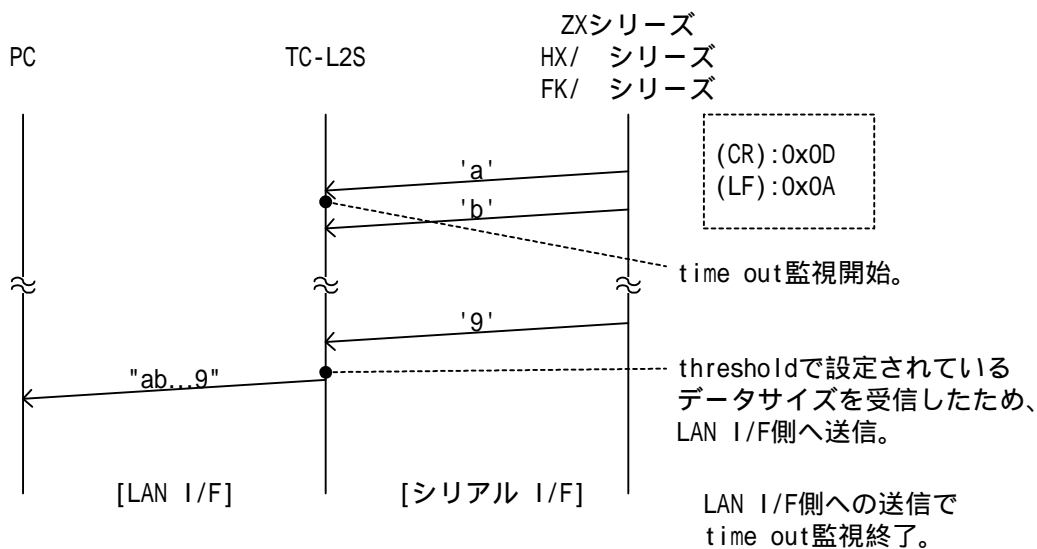 ZXシリーズ
PC TC-L2S HX/ シリーズ
FK/ シリーズ
(CR):0x0D
(LF):0x0A
'a'
'b'
time out監視開始。
'9'
"ab...9"
thresholdで設定されている
データサイズを受信したため、
LAN I/F側へ送信。
[LAN I/F] [シリアル I/F]
LAN I/F側への送信で
time out監視終了。